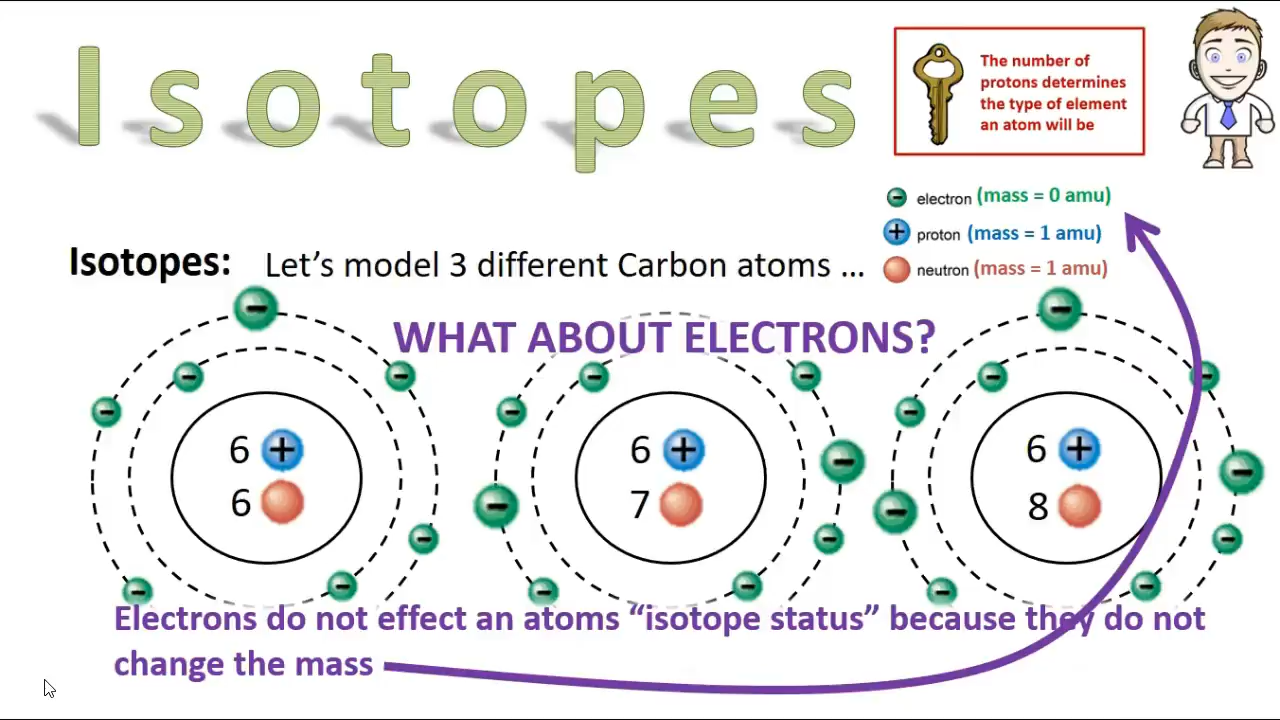 Isotopes
The number of
protons determines
the type of element
an atom will be
electron (mass = 0 amu)
proton (mass = 1 amu)
neutron (mass = 1 amu)
Isotopes: Let's model 3 different Carbon atoms ...
WHAT ABOUT ELECTRONS?
6 +
6
6 +
7
6 +
8
Electrons do not effect an atoms “isotope status” because they do not
change the mass